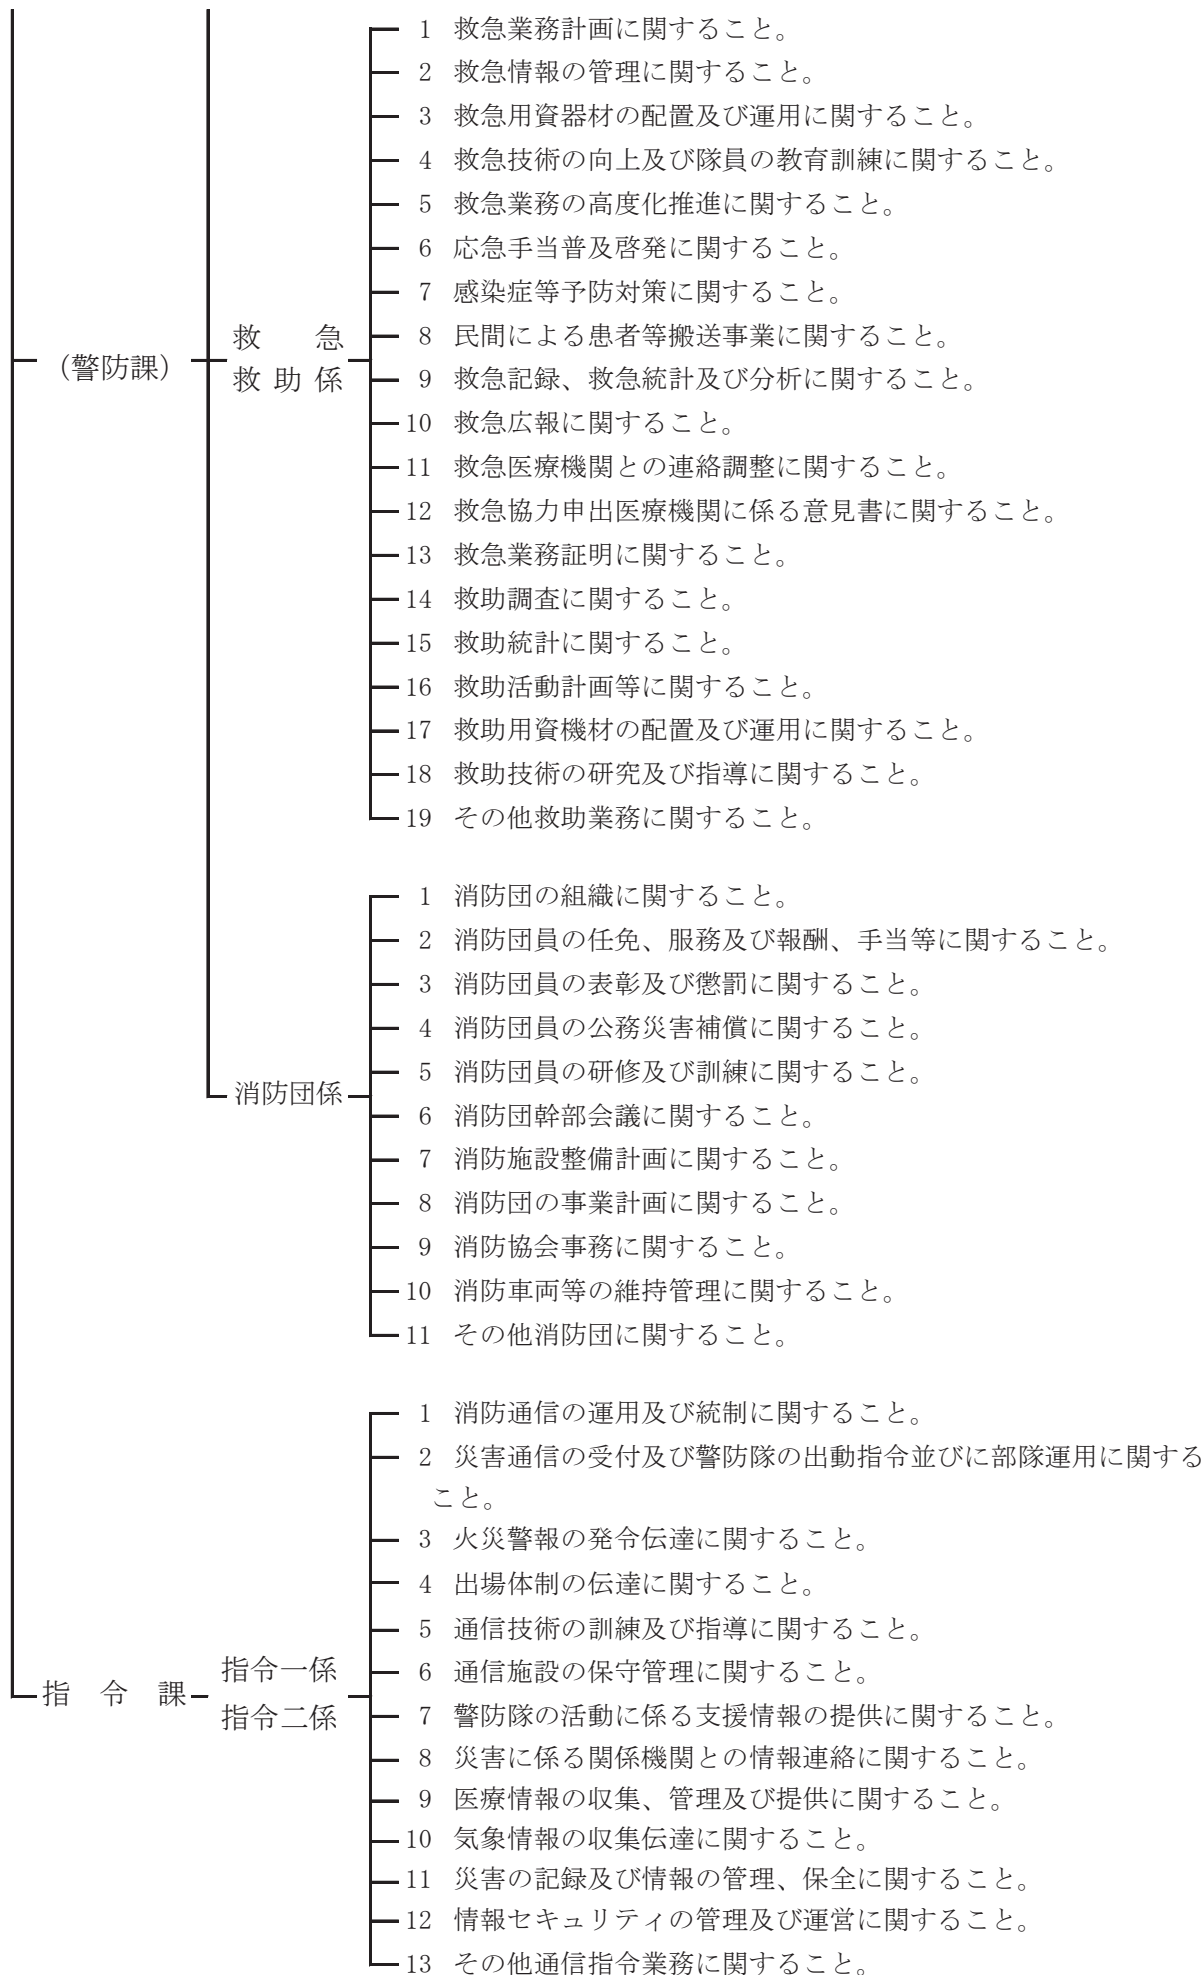 (警防課)
救急
救助係
1 救急業務計画に関すること。
2 救急情報の管理に関すること。
3 救急用資器材の配置及び運用に関すること。
4 救急技術の向上及び隊員の教育訓練に関すること。
5 救急業務の高度化推進に関すること。
6 応急手当普及啓発に関すること。
7 感染症等予防対策に関すること。
8 民間による患者等搬送事業に関すること。
9 救急記録、救急統計及び分析に関すること。
10 救急広報に関すること。
11 救急医療機関との連絡調整に関すること。
12 救急協力申出医療機関に係る意見書に関すること。
13 救急業務証明に関すること。
14 救助調査に関すること。
15 救助統計に関すること。
16 救助活動計画等に関すること。
17 救助用資機材の配置及び運用に関すること。
18 救助技術の研究及び指導に関すること。
19 その他救助業務に関すること。
消防団係
1 消防団の組織に関すること。
2 消防団員の任免、服務及び報酬、手当等に関すること。
3 消防団員の表彰及び懲罰に関すること。
4 消防団員の公務災害補償に関すること。
5 消防団員の研修及び訓練に関すること。
6 消防団幹部会議に関すること。
7 消防施設整備計画に関すること。
8 消防団の事業計画に関すること。
9 消防協会事務に関すること。
10 消防車両等の維持管理に関すること。
11 その他消防団に関すること。
指令課
指令一係
指令二係
1 消防通信の運用及び統制に関すること。
2 災害通信の受付及び警防隊の出動指令並びに部隊運用に関する
こと。
3 火災警報の発令伝達に関すること。
4 出場体制の伝達に関すること。
5 通信技術の訓練及び指導に関すること。
6 通信施設の保守管理に関すること。
7 警防隊の活動に係る支援情報の提供に関すること。
8 災害に係る関係機関との情報連絡に関すること。
9 医療情報の収集、管理及び提供に関すること。
10 気象情報の収集伝達に関すること。
11 災害の記録及び情報の管理、保全に関すること。
12 情報セキュリティの管理及び運営に関すること。
13 その他通信指令業務に関すること。